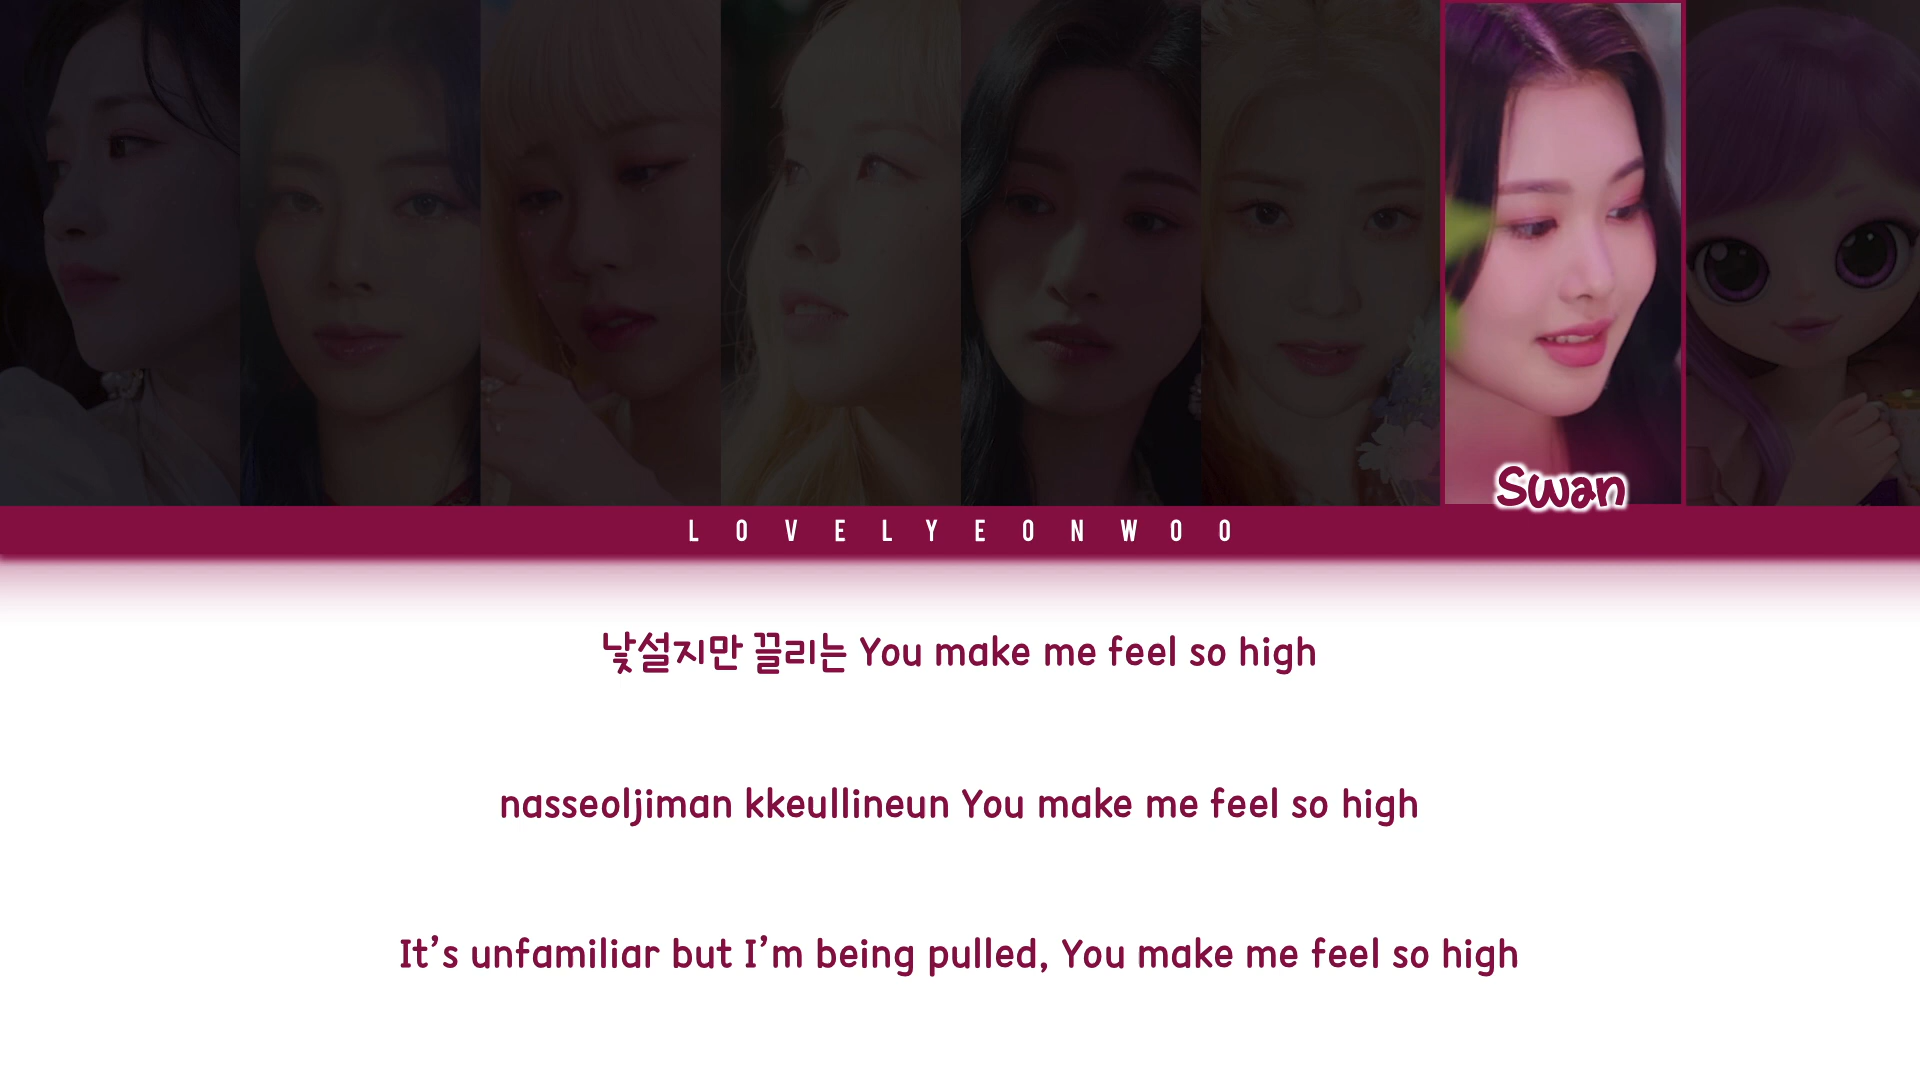 Swan
LOVELYEONWOO
낯설지만 끌리는 You make me feel so high
nasseoljiman kkeullineun You make me feel so high
It’s unfamiliar but I’m being pulled, You make me feel so high